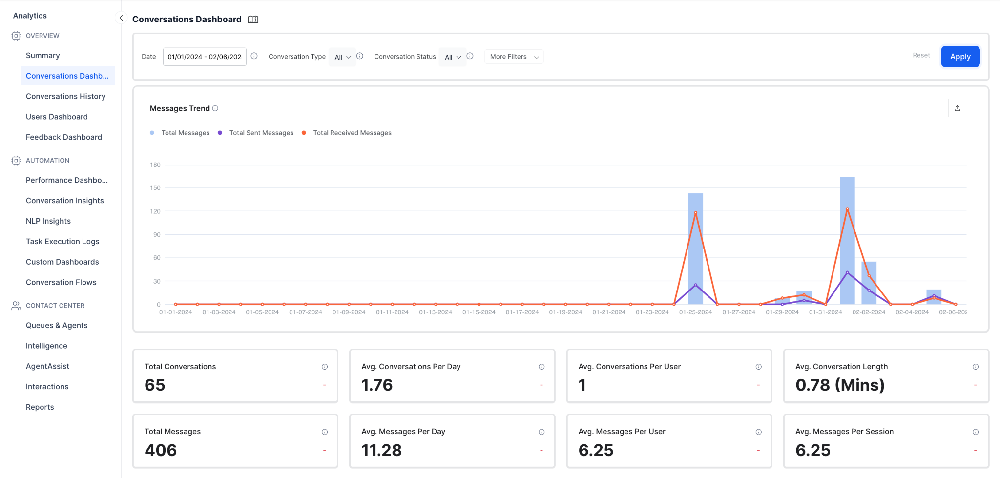 Analytics
OVERVIEW
Summary
Conversations Dashb...
Conversations History
Users Dashboard
Feedback Dashboard
AUTOMATION
Performance Dashbo...
Conversation Insights
NLP Insights
Task Execution Logs
Custom Dashboards
Conversation Flows
CONTACT CENTER
Queues & Agents
Intelligence
AgentAssist
Interactions
Reports
Conversations Dashboard
Date 01/01/2024 - 02/06/202 Conversation Type All Conversation Status All More Filters Reset Apply
Messages Trend
Total Messages Total Sent Messages Total Received Messages
180
150
120
90
60
30
0
01-01-2024 01-03-2024 01-05-2024 01-07-2024 01-09-2024 01-11-2024 01-13-2024 01-15-2024 01-17-2024 01-19-2024 01-21-2024 01-23-2024 01-25-2024 01-27-2024 01-29-2024 01-31-2024 02-02-2024 02-04-2024 02-06-202
Total Conversations
65 -
Avg. Conversations Per Day
1.76 -
Avg. Conversations Per User
1 -
Avg. Conversation Length
0.78 (Mins) -
Total Messages
406 -
Avg. Messages Per Day
11.28 -
Avg. Messages Per User
6.25 -
Avg. Messages Per Session
6.25 -